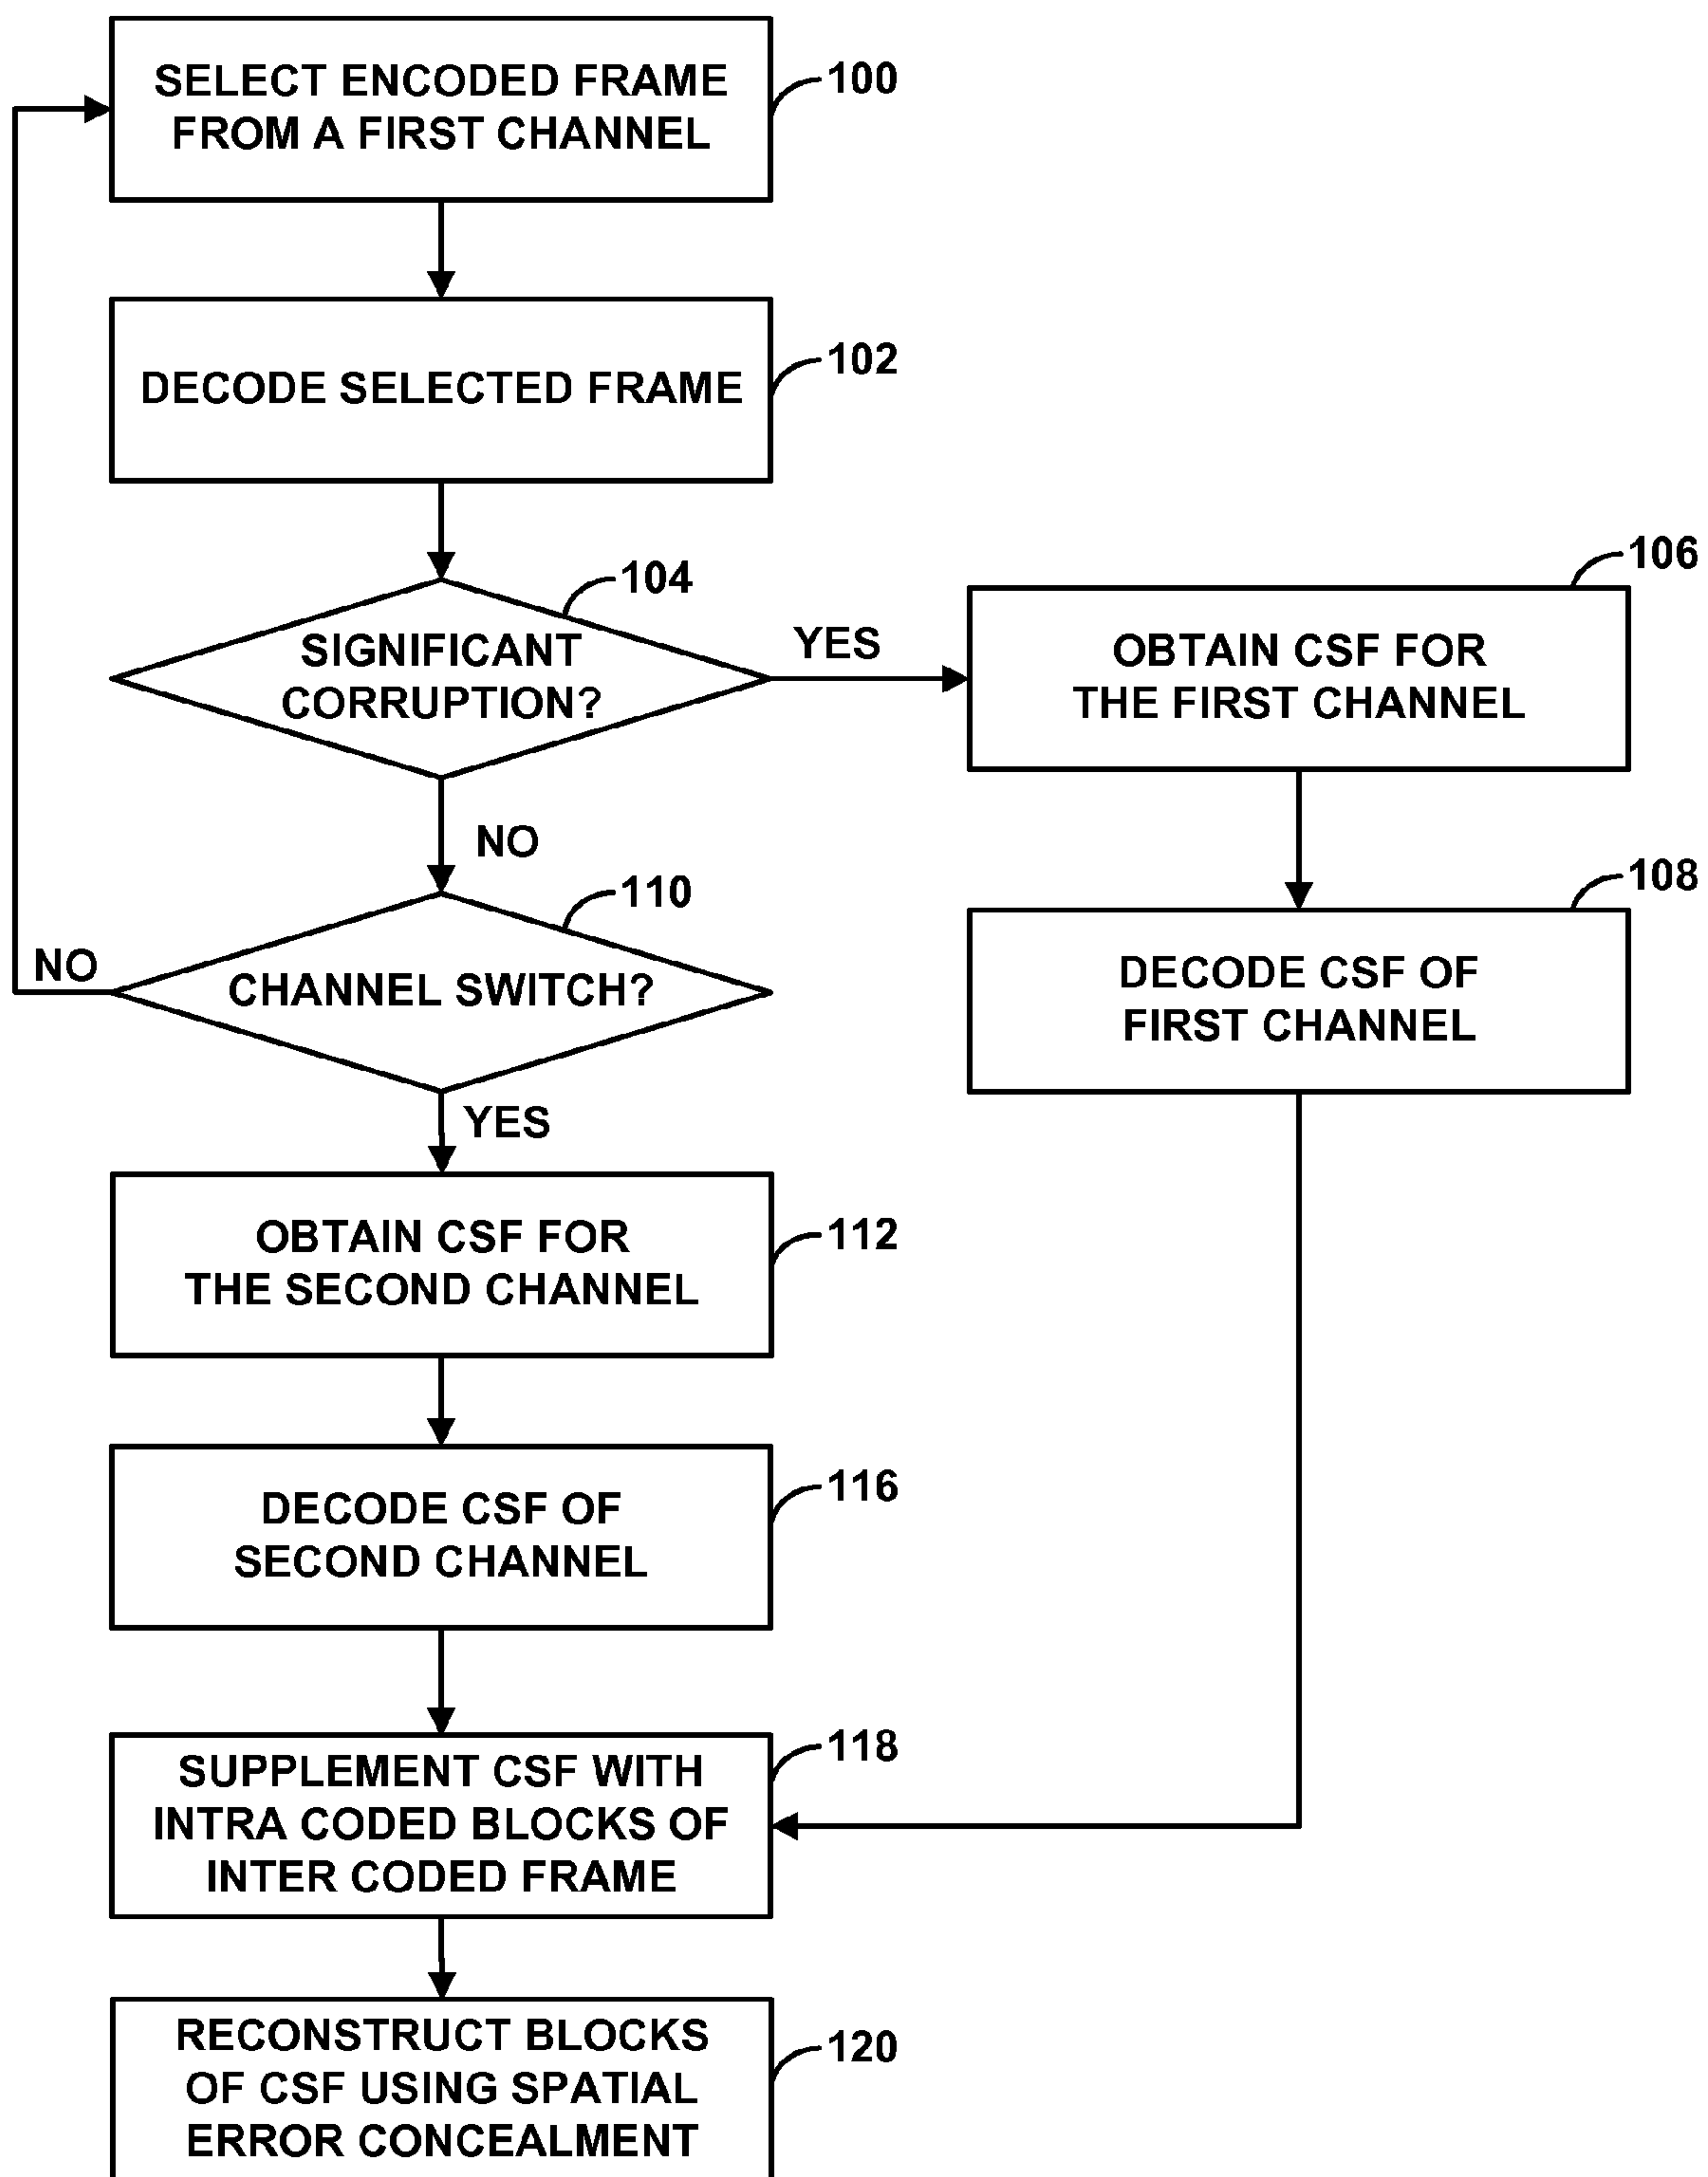 SELECT ENCODED FRAME
FROM A FIRST CHANNEL
100
DECODE SELECTED FRAME
102
SIGNIFICANT
CORRUPTION?
104
YES
OBTAIN CSF FOR
THE FIRST CHANNEL
106
NO
DECODE CSF OF
FIRST CHANNEL
108
CHANNEL SWITCH?
110
NO
YES
OBTAIN CSF FOR
THE SECOND CHANNEL
112
DECODE CSF OF
SECOND CHANNEL
116
SUPPLEMENT CSF WITH
INTRA CODED BLOCKS OF
INTER CODED FRAME
118
RECONSTRUCT BLOCKS
OF CSF USING SPATIAL
ERROR CONCEALMENT
120